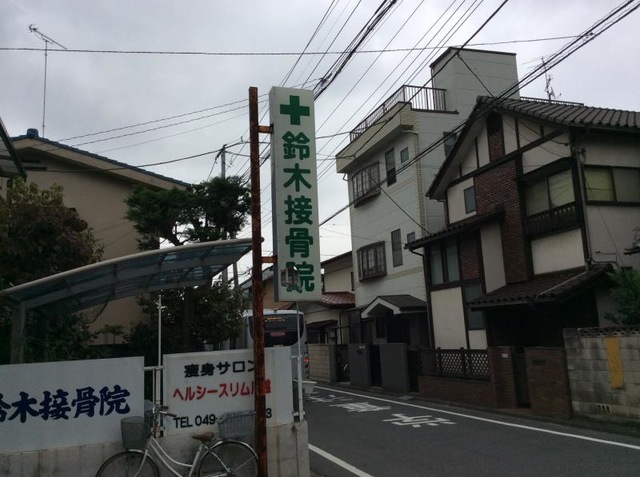 鈴木接骨院
鈴木接骨院
痩身サロン
ヘルシースリム
TEL 049